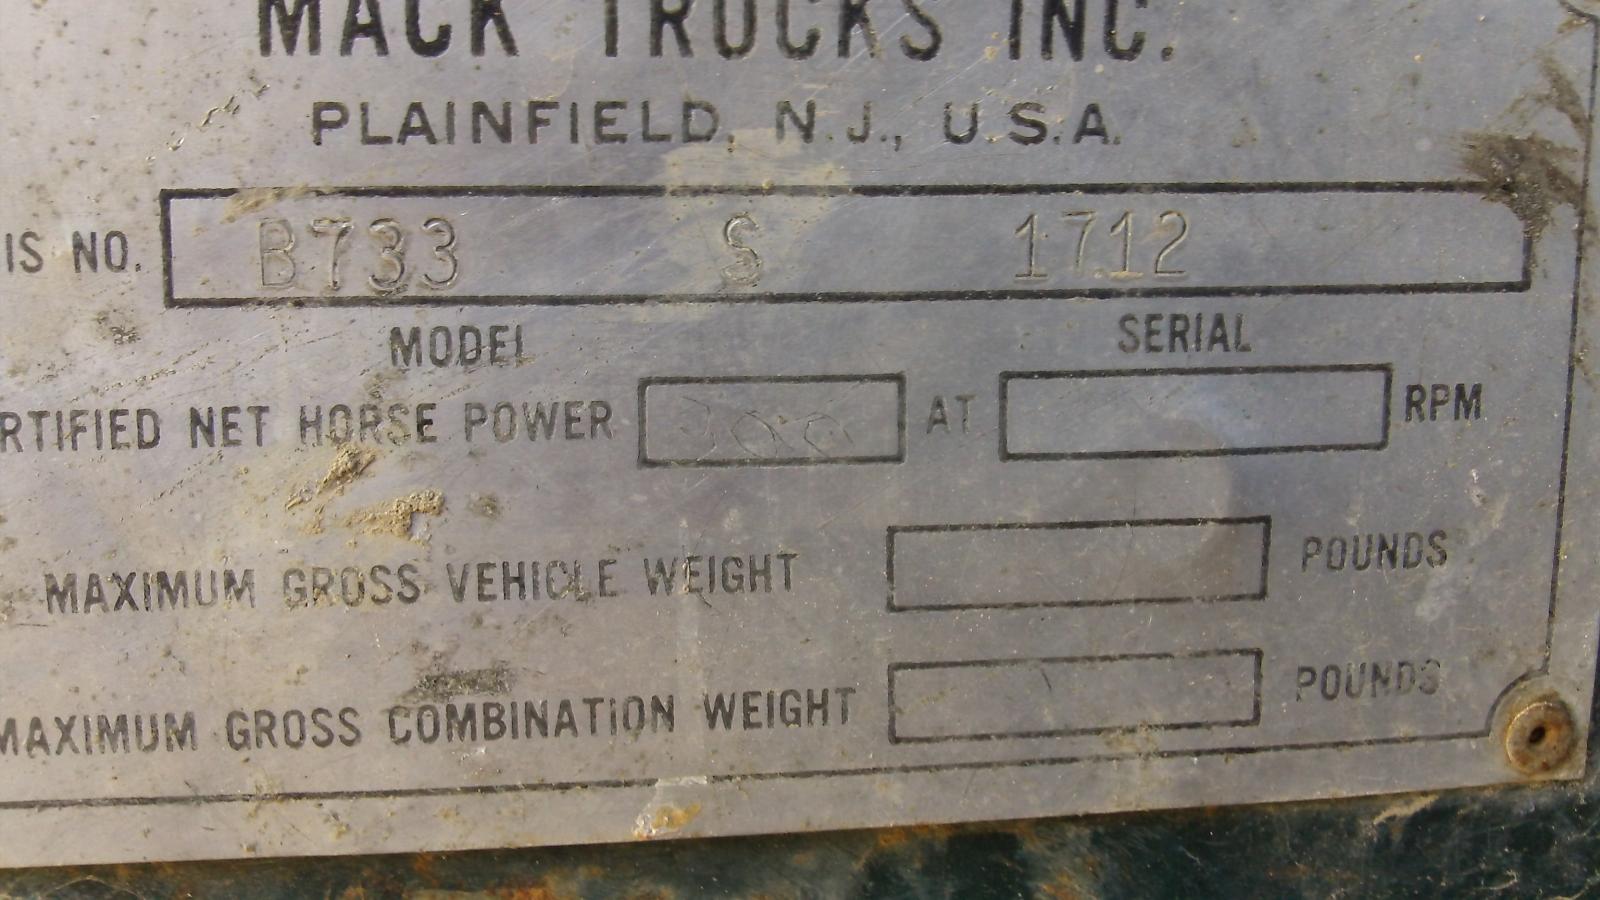 MACK TRUCKS INC.
PLAINFIELD, N.J., U.S.A.
IS NO. B733 S 1712
MODEL SERIAL
RTIFIED NET HORSE POWER AT RPM
MAXIMUM GROSS VEHICLE WEIGHT POUNDS
MAXIMUM GROSS COMBINATION WEIGHT POUNDS